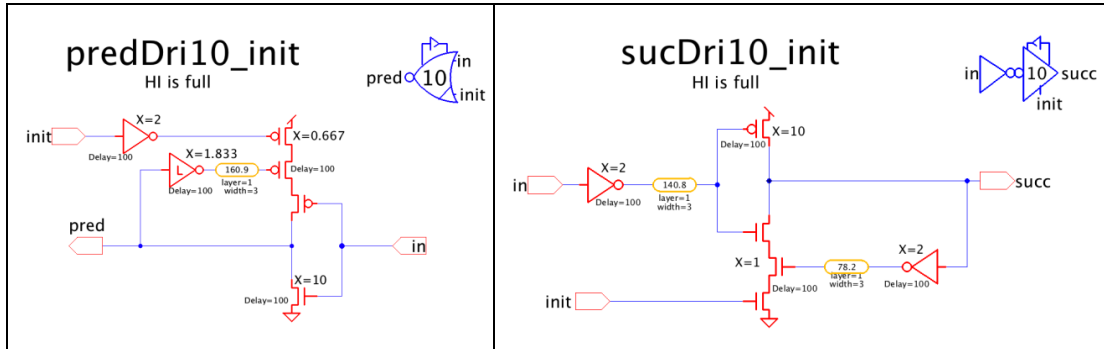 predDri10_init
HI is full
pred
10
in
init
init
X=2
Delay=100
X=0.667
X=1.833
L
160.9
layer=1
width=3
Delay=100
Delay=100
pred
in
X=10
Delay=100
sucDri10_init
HI is full
in
10
succ
init
X=10
Delay=100
in
X=2
Delay=100
140.8
layer=1
width=3
succ
X=1
Delay=100
78.2
layer=1
width=3
X=2
Delay=100
init